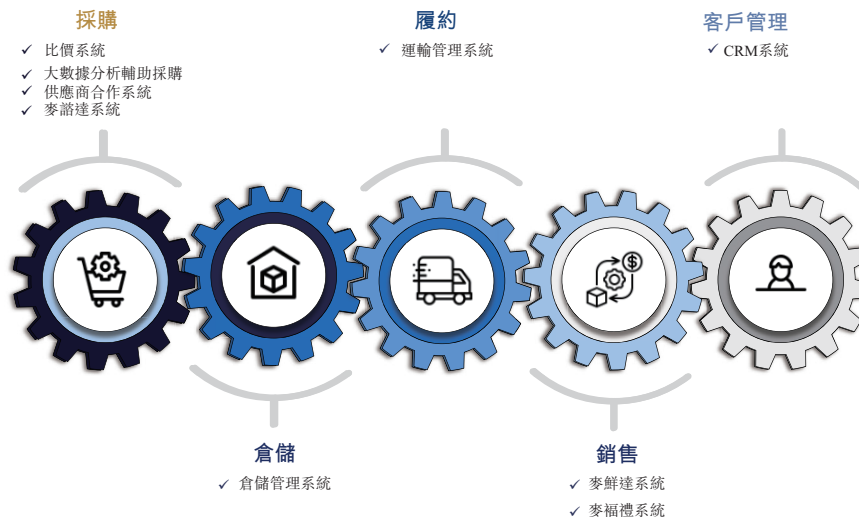 採購
✓ 比價系統
✓ 大數據分析輔助採購
✓ 供應商合作系統
✓ 麥諧達系統
履約
✓ 運輸管理系統
客戶管理
✓ CRM系統
$
倉儲
✓ 倉儲管理系統
銷售
✓ 麥鮮達系統
✓ 麥福禮系統